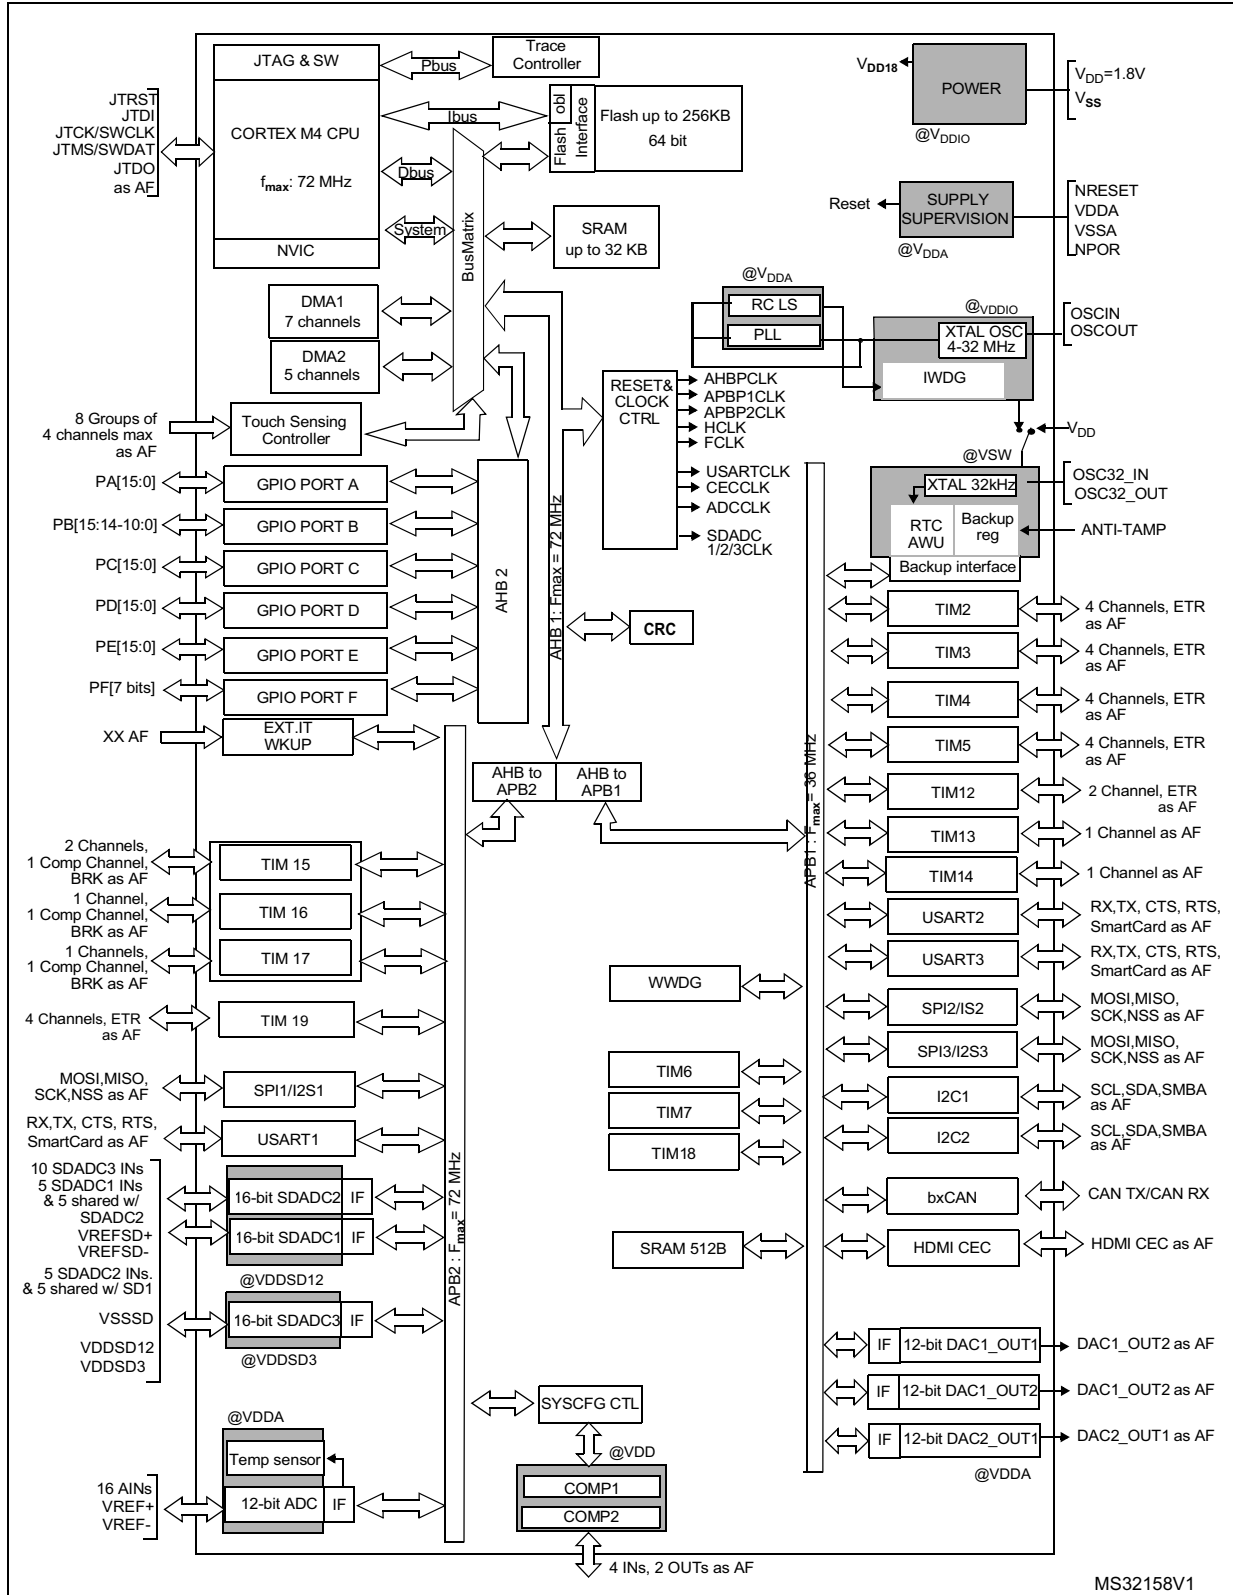 JTAG & SW
Pbus
Trace
Controller
JTRST
JTDI
JTCK/SWCLK
JTMS/SWDAT
JTDO
as AF
CORTEX M4 CPU
fmax: 72 MHz
NVIC
Ibus
Dbus
System
Flash obl
Interface
Flash up to 256KB
64 bit
BusMatrix
SRAM
up to 32 KB
VDD18
POWER
VDD=1.8V
VSS
@VDDIO
Reset
SUPPLY
SUPERVISION
NRESET
VDDA
VSSA
NPOR
@VDDA
DMA1
7 channels
DMA2
5 channels
@VDDA
RC LS
PLL
@VDDIO
XTAL OSC
4-32 MHz
IWDG
OSCIN
OSCOUT
RESET&
CLOCK
CTRL
AHBPCLK
APBP1CLK
APBP2CLK
HCLK
FCLK
USARTCLK
CECCLK
ADCCLK
SDADC
1/2/3CLK
VDD
@VSW
XTAL 32kHz
OSC32_IN
OSC32_OUT
RTC
AWU
Backup
reg
ANTI-TAMP
Backup interface
8 Groups of
4 channels max
as AF
Touch Sensing
Controller
PA[15:0]
GPIO PORT A
PB[15:14-10:0]
GPIO PORT B
PC[15:0]
GPIO PORT C
PD[15:0]
GPIO PORT D
PE[15:0]
GPIO PORT E
PF[7 bits]
GPIO PORT F
AHB 2
AHB 1: Fmax = 72 MHz
CRC
XX AF
EXT.IT
WKUP
AHB to
APB2
AHB to
APB1
APB1 : Fmax = 36 MHz
TIM2
4 Channels, ETR
as AF
TIM3
4 Channels, ETR
as AF
TIM4
4 Channels, ETR
as AF
TIM5
4 Channels, ETR
as AF
TIM12
2 Channel, ETR
as AF
TIM13
1 Channel as AF
TIM14
1 Channel as AF
USART2
RX,TX, CTS, RTS,
SmartCard as AF
USART3
RX,TX, CTS, RTS,
SmartCard as AF
SPI2/IS2
MOSI,MISO,
SCK,NSS as AF
SPI3/I2S3
MOSI,MISO,
SCK,NSS as AF
I2C1
SCL,SDA,SMBA
as AF
I2C2
SCL,SDA,SMBA
as AF
bxCAN
CAN TX/CAN RX
HDMI CEC
HDMI CEC as AF
2 Channels,
1 Comp Channel,
BRK as AF
TIM 15
1 Channel,
1 Comp Channel,
BRK as AF
TIM 16
1 Channels,
1 Comp Channel,
BRK as AF
TIM 17
4 Channels, ETR
as AF
TIM 19
MOSI,MISO,
SCK,NSS as AF
SPI1/I2S1
RX,TX, CTS, RTS,
SmartCard as AF
USART1
WWDG
TIM6
TIM7
TIM18
SRAM 512B
APB2 : Fmax = 72 MHz
10 SDADC3 INs
5 SDADC1 INs
& 5 shared w/
SDADC2
VREFSD+
VREFSD-
5 SDADC2 INs.
& 5 shared w/ SD1
VSSSD
VDDSD12
VDDSD3
16-bit SDADC2
IF
16-bit SDADC1
IF
@VDDSD12
16-bit SDADC3
IF
@VDDSD3
IF
12-bit DAC1_OUT1
DAC1_OUT2 as AF
IF
12-bit DAC1_OUT2
DAC1_OUT2 as AF
IF
12-bit DAC2_OUT1
DAC2_OUT1 as AF
@VDDA
SYSCFG CTL
@VDD
COMP1
COMP2
4 INs, 2 OUTs as AF
@VDDA
Temp sensor
12-bit ADC
IF
16 AINs
VREF+
VREF-
MS32158V1